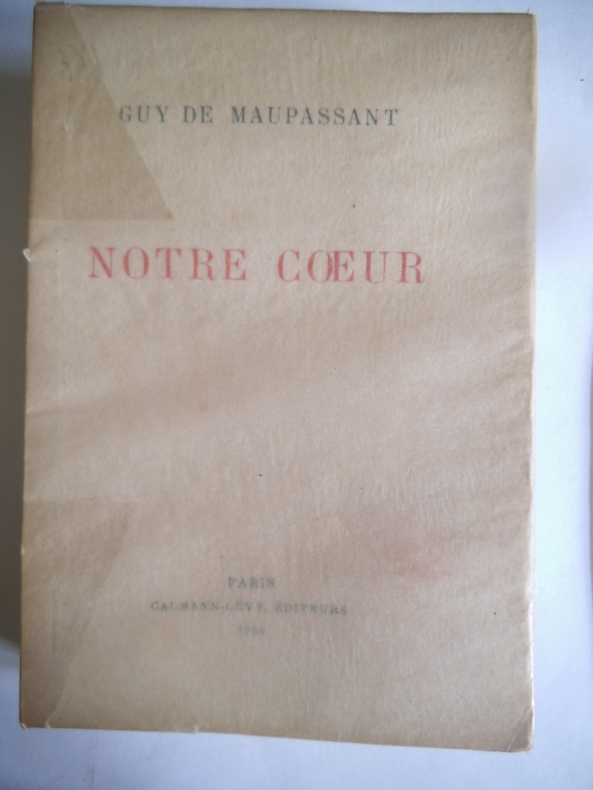 GUY DE MAUPASSANT
NOTRE CŒUR
PARIS
CALMANN-LÉVY, ÉDITEURS